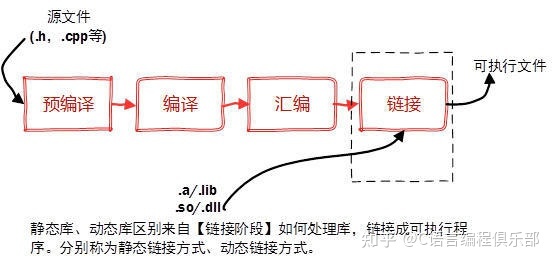 源文件
(.h，.cpp等)
可执行文件
预编译
编译
汇编
链接
.a/.lib
.so/.dll
静态库、动态库区别来自【链接阶段】如何处理库，链接成可执行程
序。分别称为静态链接方式、动态链接方式。
知乎 @C语言编程俱乐部